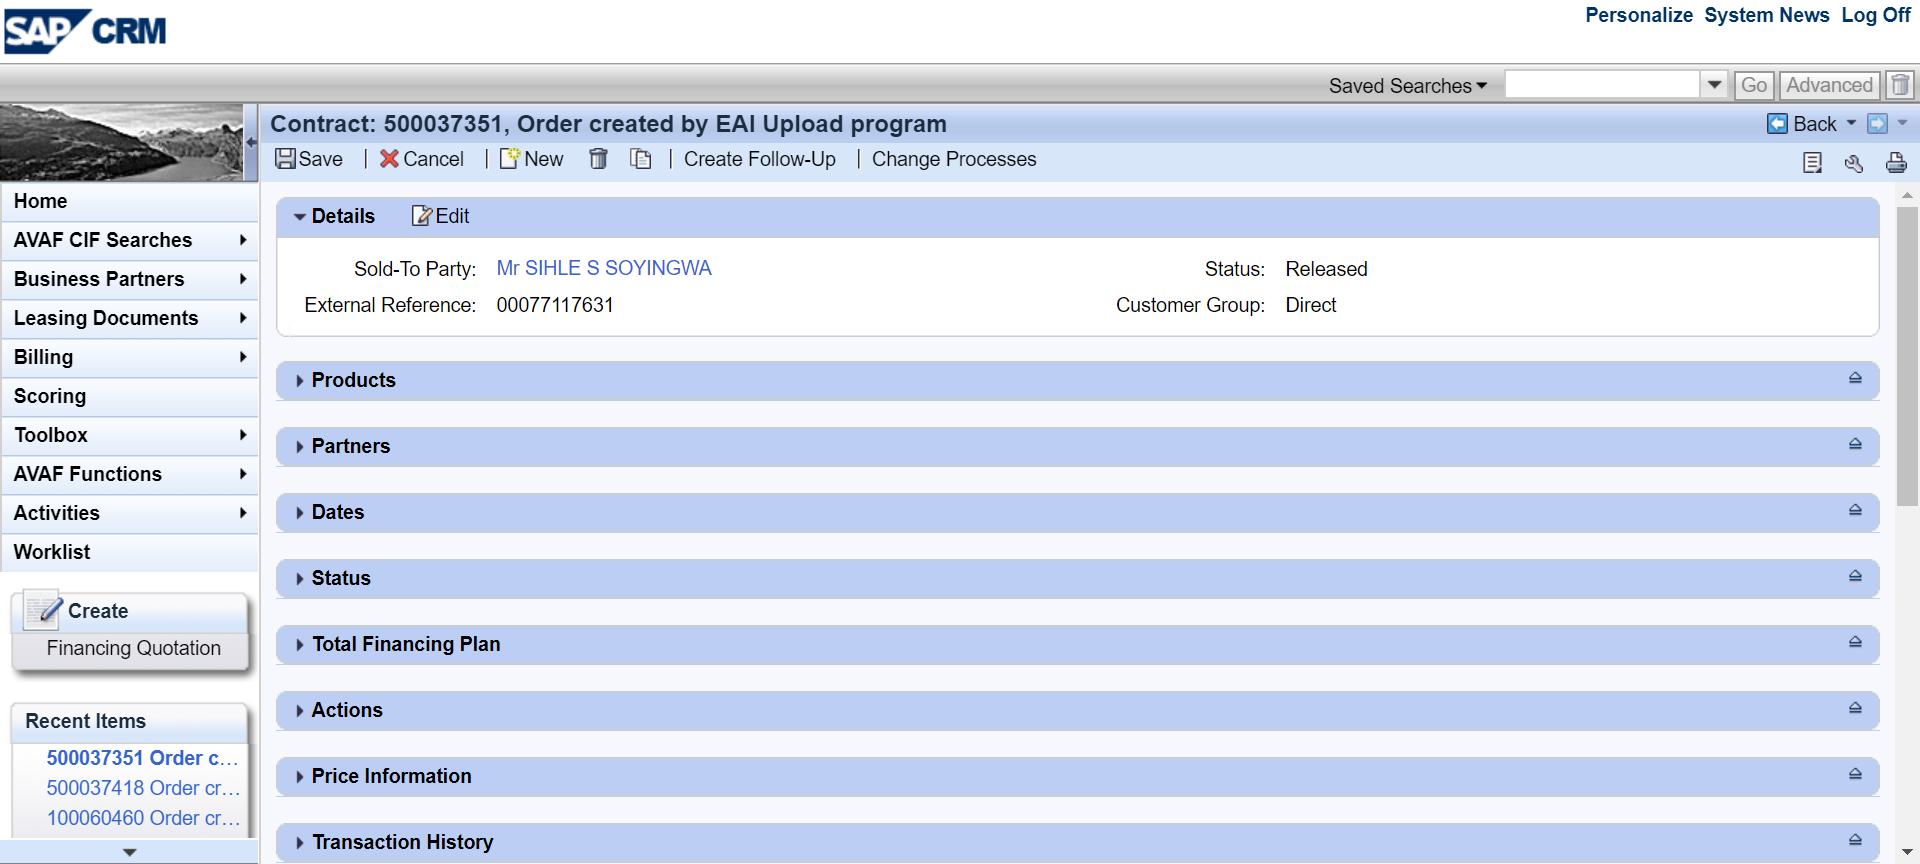 SAP CRM
Personalize System News Log Off
Saved Searches Go Advanced
Contract: 500037351, Order created by EAI Upload program Back
Save | Cancel | New | Create Follow-Up | Change Processes
Home
AVAF CIF Searches
Business Partners
Leasing Documents
Billing
Scoring
Toolbox
AVAF Functions
Activities
Worklist
Create
Financing Quotation
Recent Items
500037351 Order c...
500037418 Order cr...
100060460 Order cr...
Details Edit
Sold-To Party: Mr SIHLE S SOYINGWA Status: Released
External Reference: 00077117631 Customer Group: Direct
Products
Partners
Dates
Status
Total Financing Plan
Actions
Price Information
Transaction History